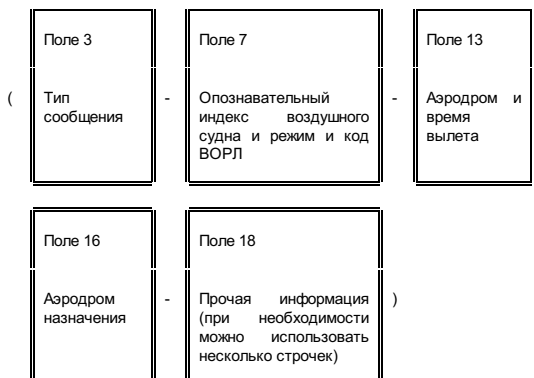 Поле 3
Поле 7
Поле 13
( Тип сообщения - Опознавательный - Аэродром и
индекс воздушного время
судна и режим и код вылета
ВОРЛ
Поле 16
Поле 18
Аэродром - Прочая информация )
назначения (при необходимости
можно использовать
несколько строчек)